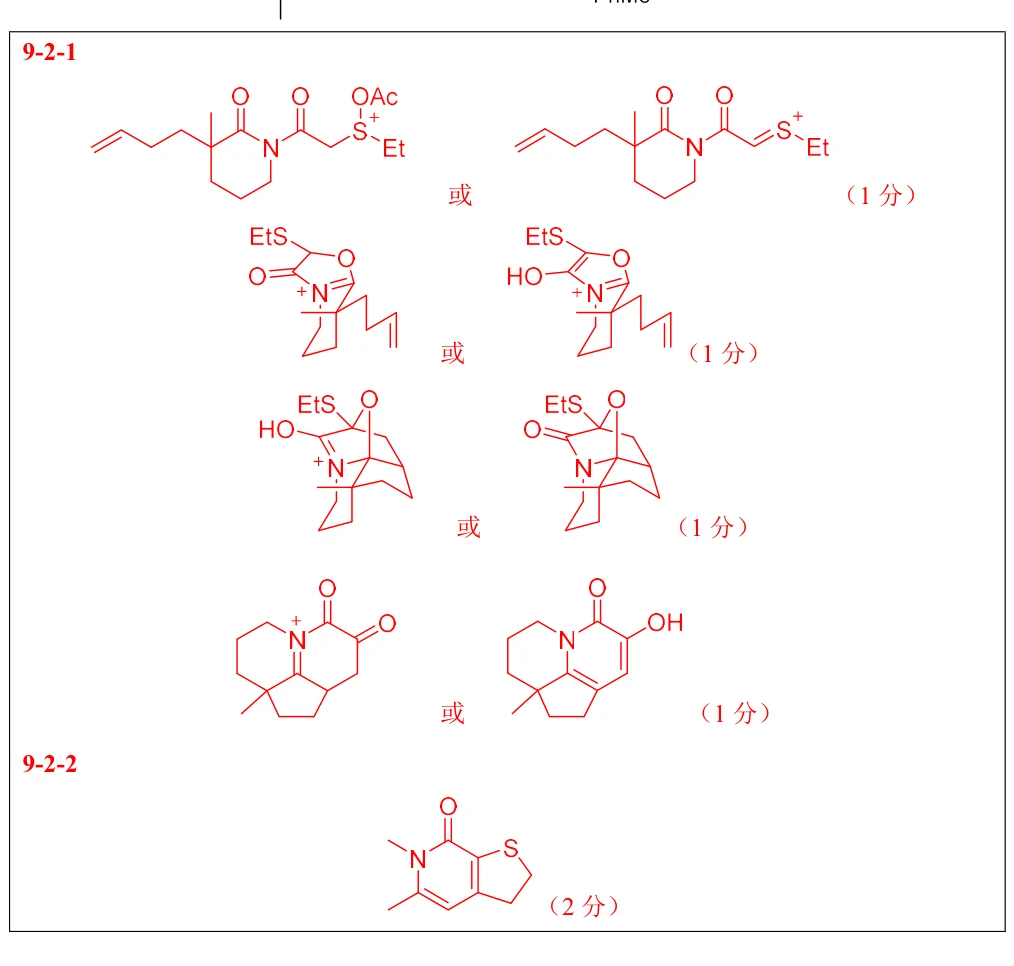 9-2-1
O O OAc
S +
N Et
O O
S +
N Et
或 （1 分）
EtS O
O
+ N
EtS O
HO
+ N
或 （1 分）
EtS O
HO
+ N
EtS O
O
N
或 （1 分）
O
+
N O
O
N OH
或 （1 分）
9-2-2
O
S
N
（2 分）